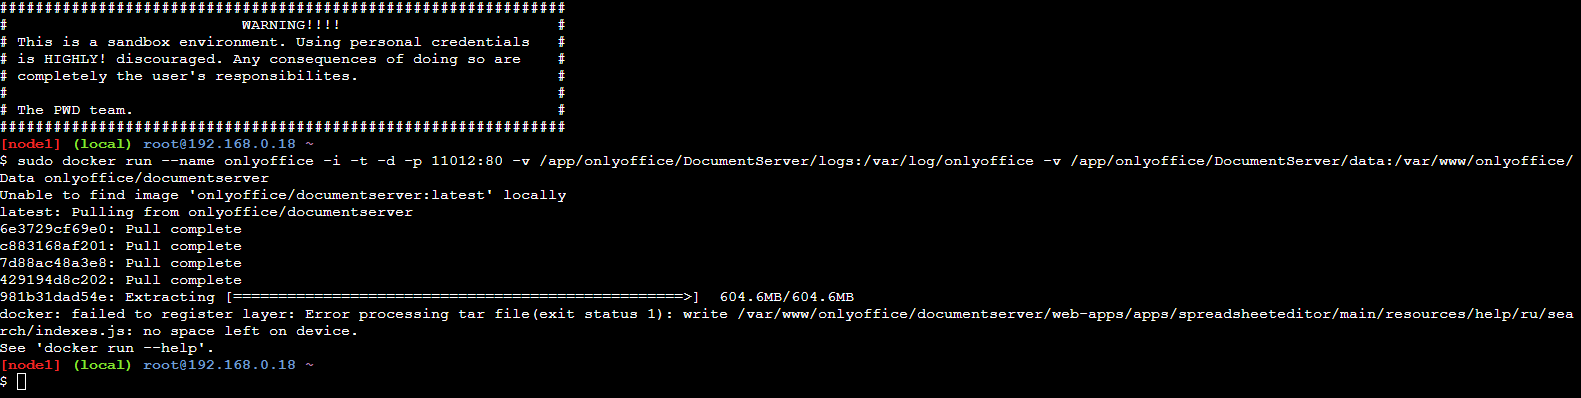 ###############################################################
# WARNING!!!! #
# This is a sandbox environment. Using personal credentials #
# is HIGHLY! discouraged. Any consequences of doing so are #
# completely the user's responsibilites. #
# #
# The PWD team. #
###############################################################
[node1] (local) root@192.168.0.18 ~
$ sudo docker run --name onlyoffice -i -t -d -p 11012:80 -v /app/onlyoffice/DocumentServer/logs:/var/log/onlyoffice -v /app/onlyoffice/DocumentServer/data:/var/www/onlyoffice/
Data onlyoffice/documentserver
Unable to find image 'onlyoffice/documentserver:latest' locally
latest: Pulling from onlyoffice/documentserver
6e3729cf69e0: Pull complete
c883168af201: Pull complete
7d88ac48a3e8: Pull complete
429194d8c202: Pull complete
981b31dad54e: Extracting [==================================================>] 604.6MB/604.6MB
docker: failed to register layer: Error processing tar file(exit status 1): write /var/www/onlyoffice/documentserver/web-apps/apps/spreadsheeteditor/main/resources/help/ru/sea
rch/indexes.js: no space left on device.
See 'docker run --help'.
[node1] (local) root@192.168.0.18 ~
$